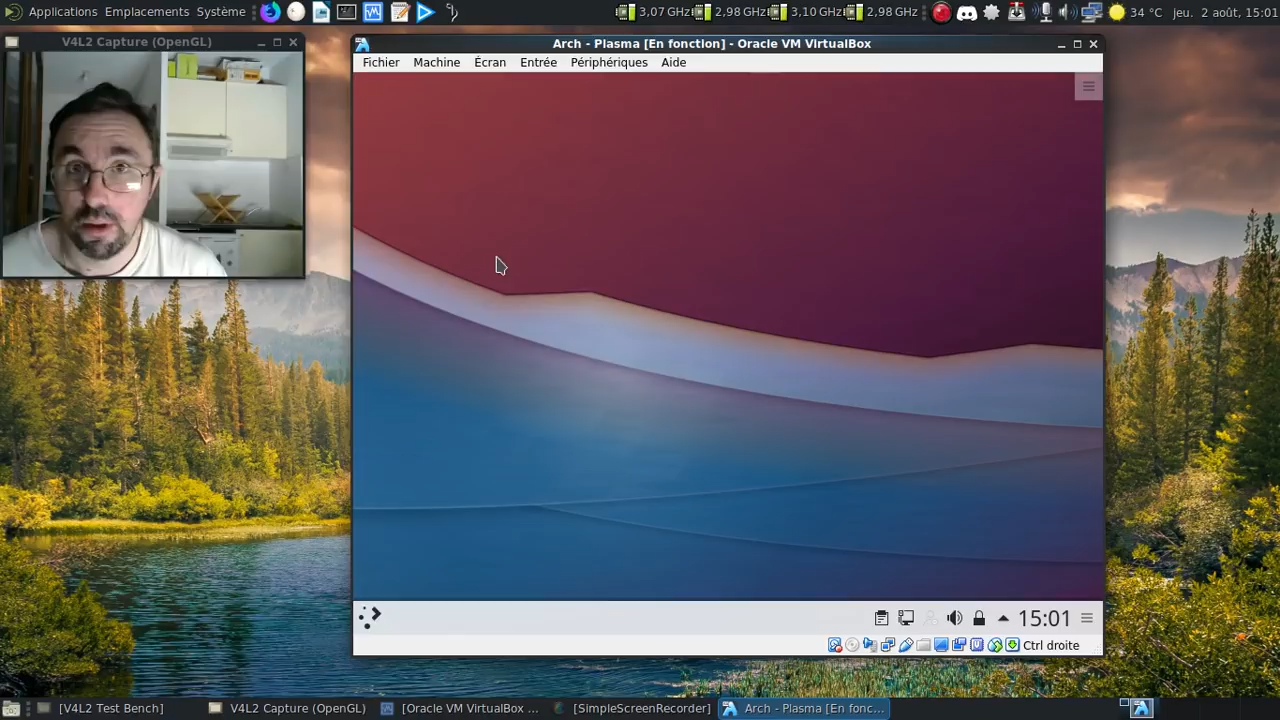 Applications Emplacements Système 3,07 GHz 2,98 GHz 3,10 GHz 2,98 GHz 34 °C jeu. 2 août, 15:01
V4L2 Capture (OpenGL)
Arch - Plasma [En fonction] - Oracle VM VirtualBox
Fichier Machine Écran Entrée Périphériques Aide
15:01
Ctrl droite
[V4L2 Test Bench] V4L2 Capture (OpenGL) [Oracle VM VirtualBox ... [SimpleScreenRecorder] Arch - Plasma [En fonc...